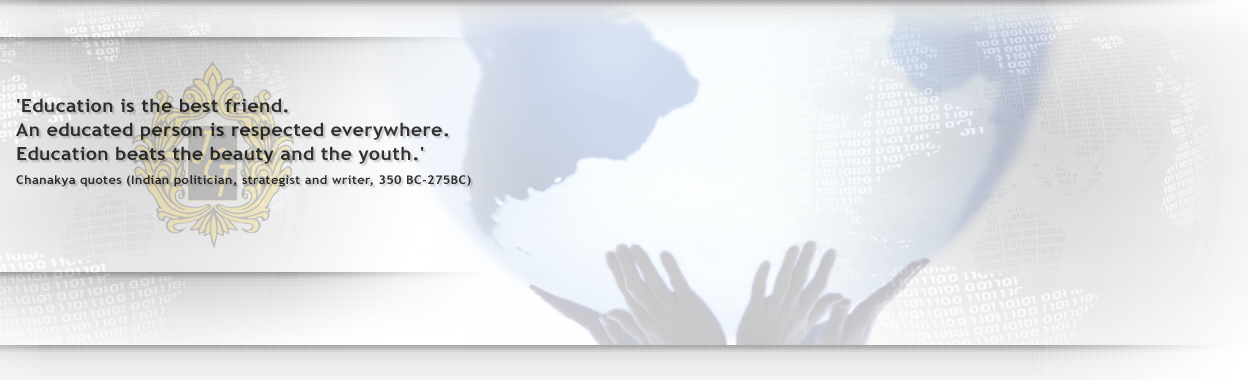 'Education is the best friend.
An educated person is respected everywhere.
Education beats the beauty and the youth.'
Chanakya quotes (Indian politician, strategist and writer, 350 BC-275BC)